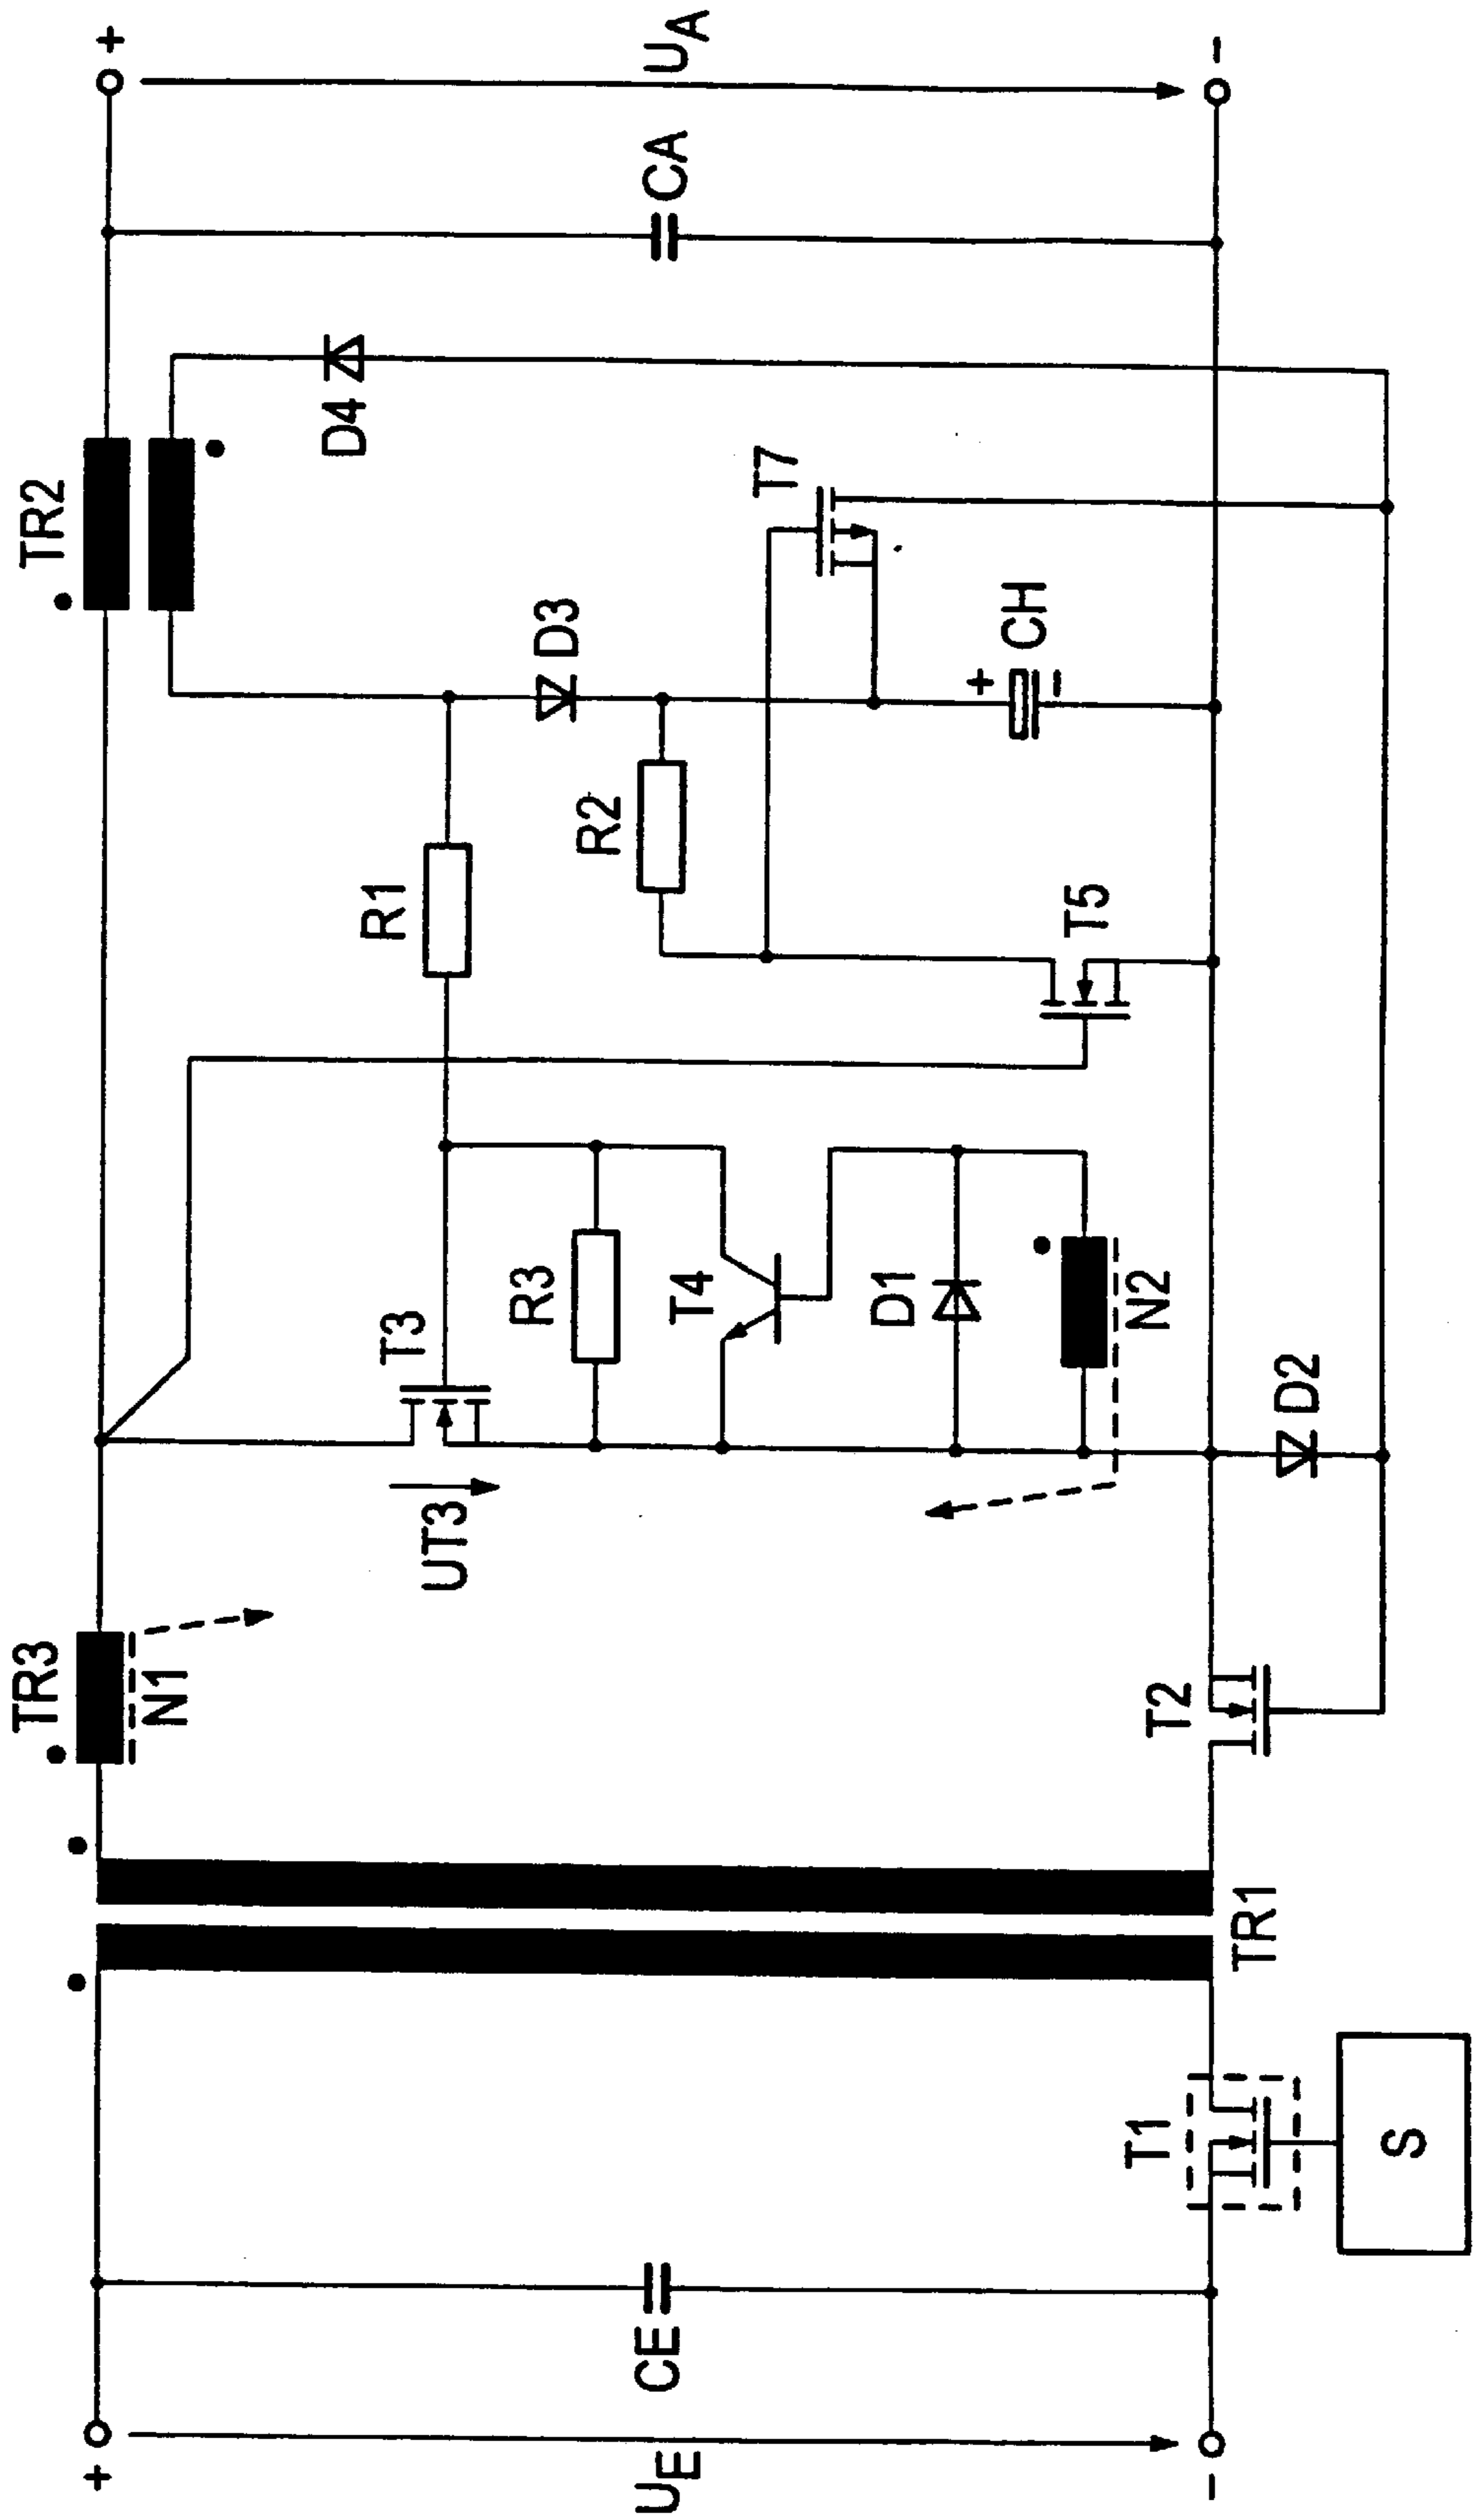 +
UE
-
CE
T1
S
TR1
TR3
N1
T2
UT3
T3
R3
T4
D1
N2
D2
R1
R2
T5
D3
CH
+
-
T7
TR2
D4
CA
+
UA
-